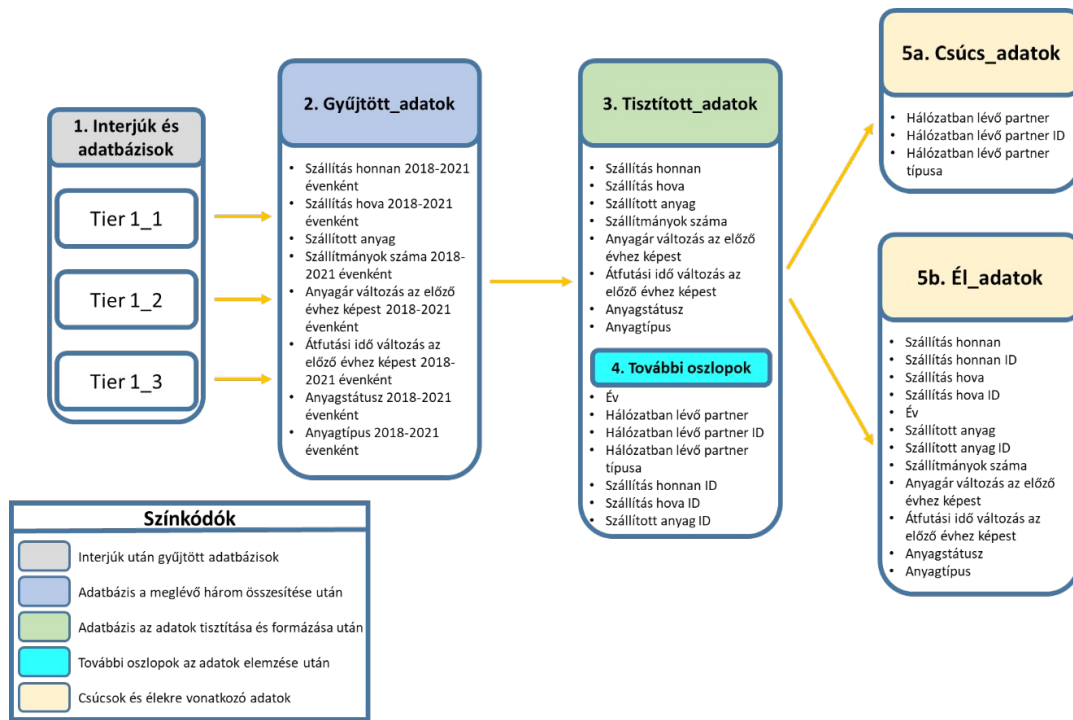 1. Interjúk és
adatbázisok
Tier 1_1
Tier 1_2
Tier 1_3
2. Gyűjtött_adatok
• Szállítás honnan 2018-2021
évenként
• Szállítás hova 2018-2021
évenként
• Szállított anyag
• Szállítmányok száma 2018-
2021 évenként
• Anyagár változás az előző
évhez képest 2018-2021
évenként
• Átfutási idő változás az
előző évhez képest 2018-
2021 évenként
• Anyagstátusz 2018-2021
évenként
• Anyagtípus 2018-2021
évenként
3. Tisztított_adatok
• Szállítás honnan
• Szállítás hova
• Szállított anyag
• Szállítmányok száma
• Anyagár változás az előző
évhez képest
• Átfutási idő változás az
előző évhez képest
• Anyagstátusz
• Anyagtípus
4. További oszlopok
• Év
• Hálózatban lévő partner
• Hálózatban lévő partner ID
• Hálózatban lévő partner
típusa
• Szállítás honnan ID
• Szállítás hova ID
• Szállított anyag ID
5a. Csúcs_adatok
• Hálózatban lévő partner
• Hálózatban lévő partner ID
• Hálózatban lévő partner
típusa
5b. Él_adatok
• Szállítás honnan
• Szállítás honnan ID
• Szállítás hova
• Szállítás hova ID
• Év
• Szállított anyag
• Szállított anyag ID
• Szállítmányok száma
• Anyagár változás az előző
évhez képest
• Átfutási idő változás az
előző évhez képest
• Anyagstátusz
• Anyagtípus
Színkódók
Interjúk után gyűjtött adatbázisok
Adatbázis a meglévő három összesítése után
Adatbázis az adatok tisztítása és formázása után
További oszlopok az adatok elemzése után
Csúcsok és élekre vonatkozó adatok